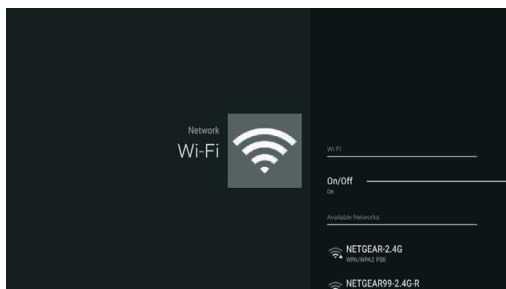 Network
Wi-Fi
Wi-Fi
On/Off
On
Available Networks
NETGEAR-2.4G
WPA/WPA2 PSK
NETGEAR99-2.4G-R